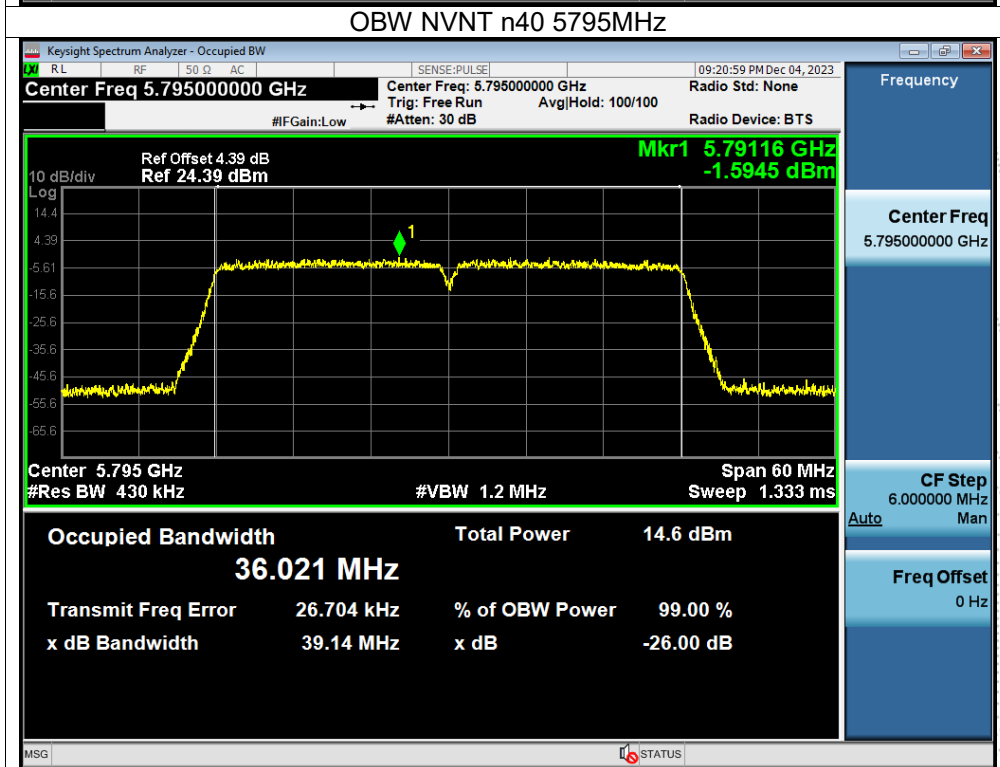 OBW NVNT n40 5795MHz
Keysight Spectrum Analyzer - Occupied BW
LXI RL RF 50 Ω AC SENSE:PULSE 09:20:59 PM Dec 04, 2023
Center Freq 5.795000000 GHz Center Freq: 5.795000000 GHz Radio Std: None
Trig: Free Run Avg|Hold: 100/100
#IFGain:Low #Atten: 30 dB Radio Device: BTS
Mkr1 5.79116 GHz
-1.5945 dBm
Ref Offset 4.39 dB
10 dB/div Ref 24.39 dBm
Log
14.4
4.39
-5.61
-15.6
-25.6
-35.6
-45.6
-55.6
-65.6
1
Center 5.795 GHz Span 60 MHz
#Res BW 430 kHz #VBW 1.2 MHz Sweep 1.333 ms
Occupied Bandwidth Total Power 14.6 dBm
36.021 MHz
Transmit Freq Error 26.704 kHz % of OBW Power 99.00 %
x dB Bandwidth 39.14 MHz x dB -26.00 dB
Frequency
Center Freq
5.795000000 GHz
CF Step
6.000000 MHz
Auto Man
Freq Offset
0 Hz
MSG STATUS